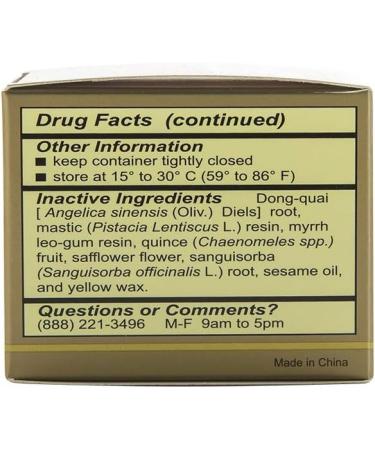 Drug Facts (continued)
Other Information
■ keep container tightly closed
■ store at 15° to 30° C (59° to 86° F)
Inactive Ingredients Dong-quai
[ Angelica sinensis (Oliv.) Diels] root,
mastic (Pistacia Lentiscus L.) resin, myrrh
leo-gum resin, quince (Chaenomeles spp.)
fruit, safflower flower, sanguisorba
(Sanguisorba officinalis L.) root, sesame oil,
and yellow wax.
Questions or Comments?
(888) 221-3496 M-F 9am to 5pm
Made in China